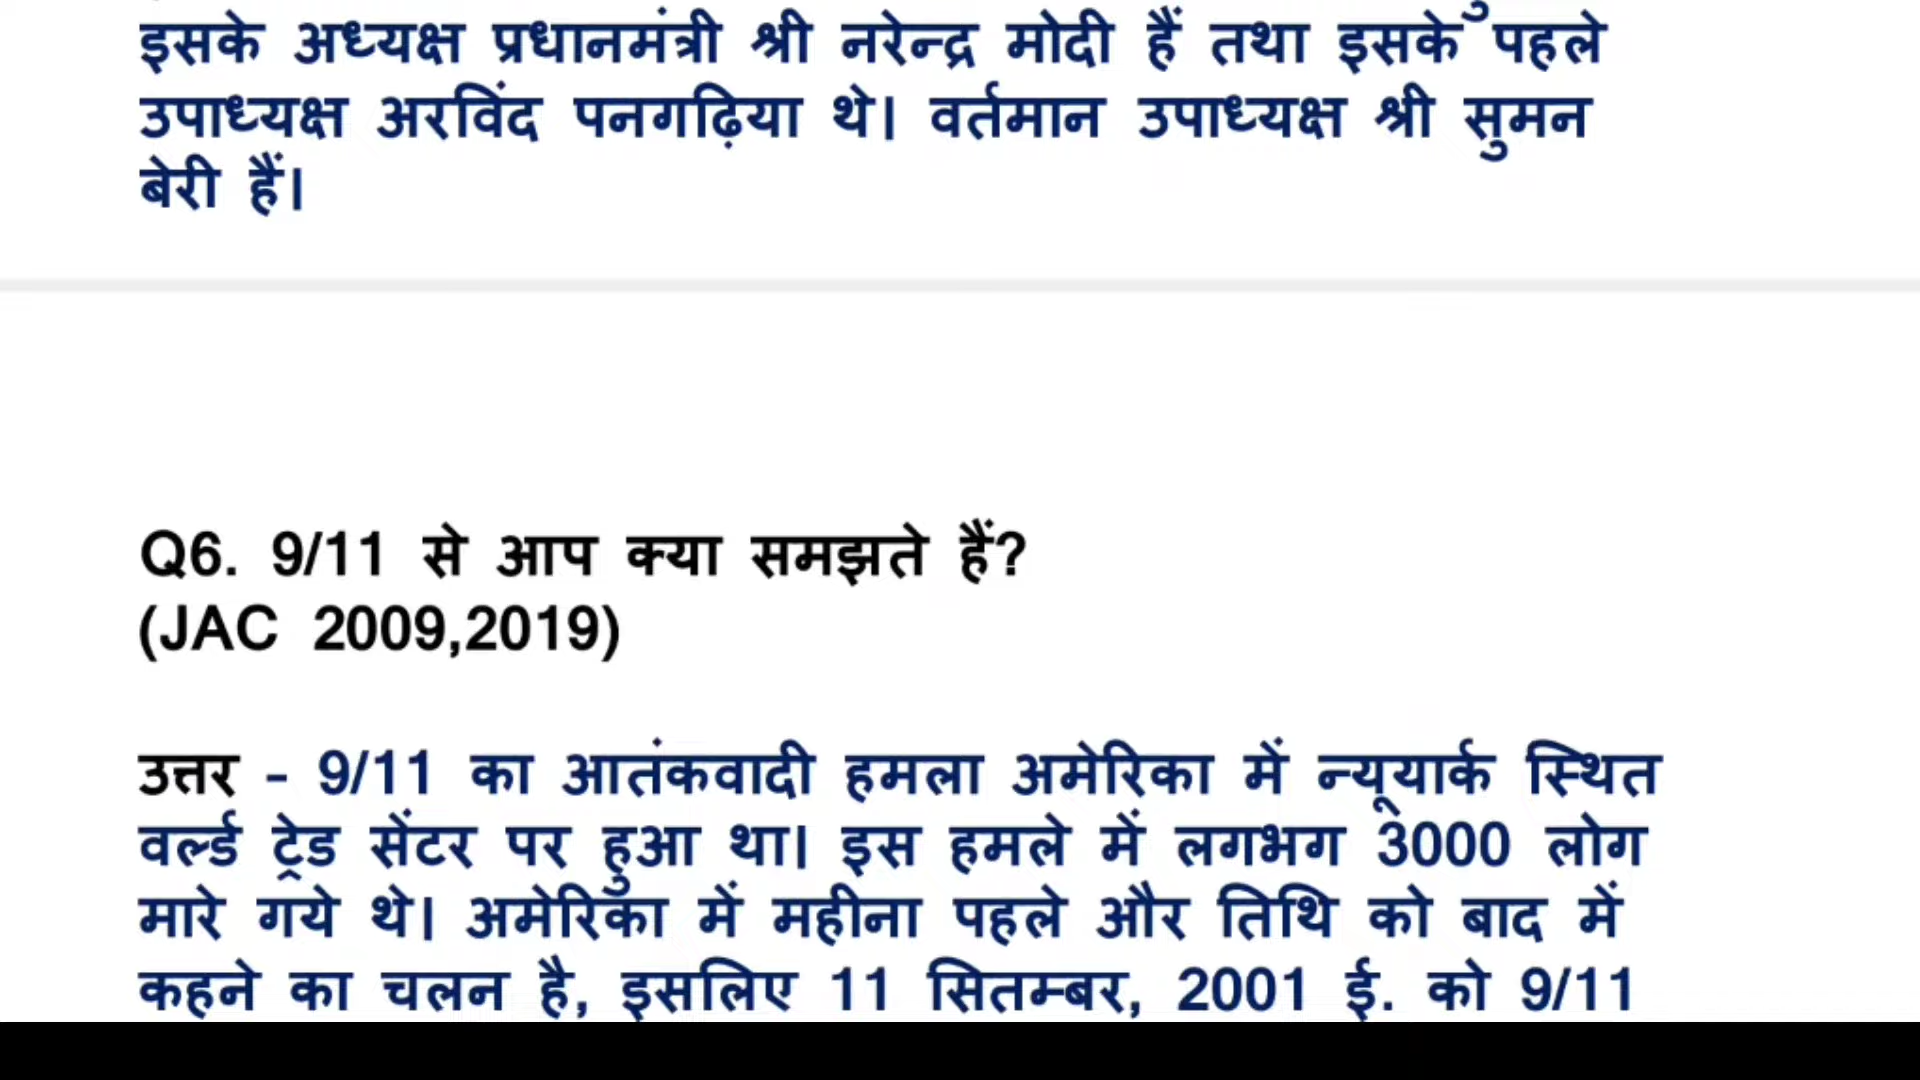 इसके अध्यक्ष प्रधानमंत्री श्री नरेन्द्र मोदी हैं तथा इसके पहले
उपाध्यक्ष अरविंद पनगढ़िया थे। वर्तमान उपाध्यक्ष श्री सुमन
बेरी हैं।
Q6. 9/11 से आप क्या समझते हैं?
(JAC 2009,2019)
उत्तर - 9/11 का आतंकवादी हमला अमेरिका में न्यूयार्क स्थित
वर्ल्ड ट्रेड सेंटर पर हुआ था। इस हमले में लगभग 3000 लोग
मारे गये थे। अमेरिका में महीना पहले और तिथि को बाद में
कहने का चलन है, इसलिए 11 सितम्बर, 2001 ई. को 9/11